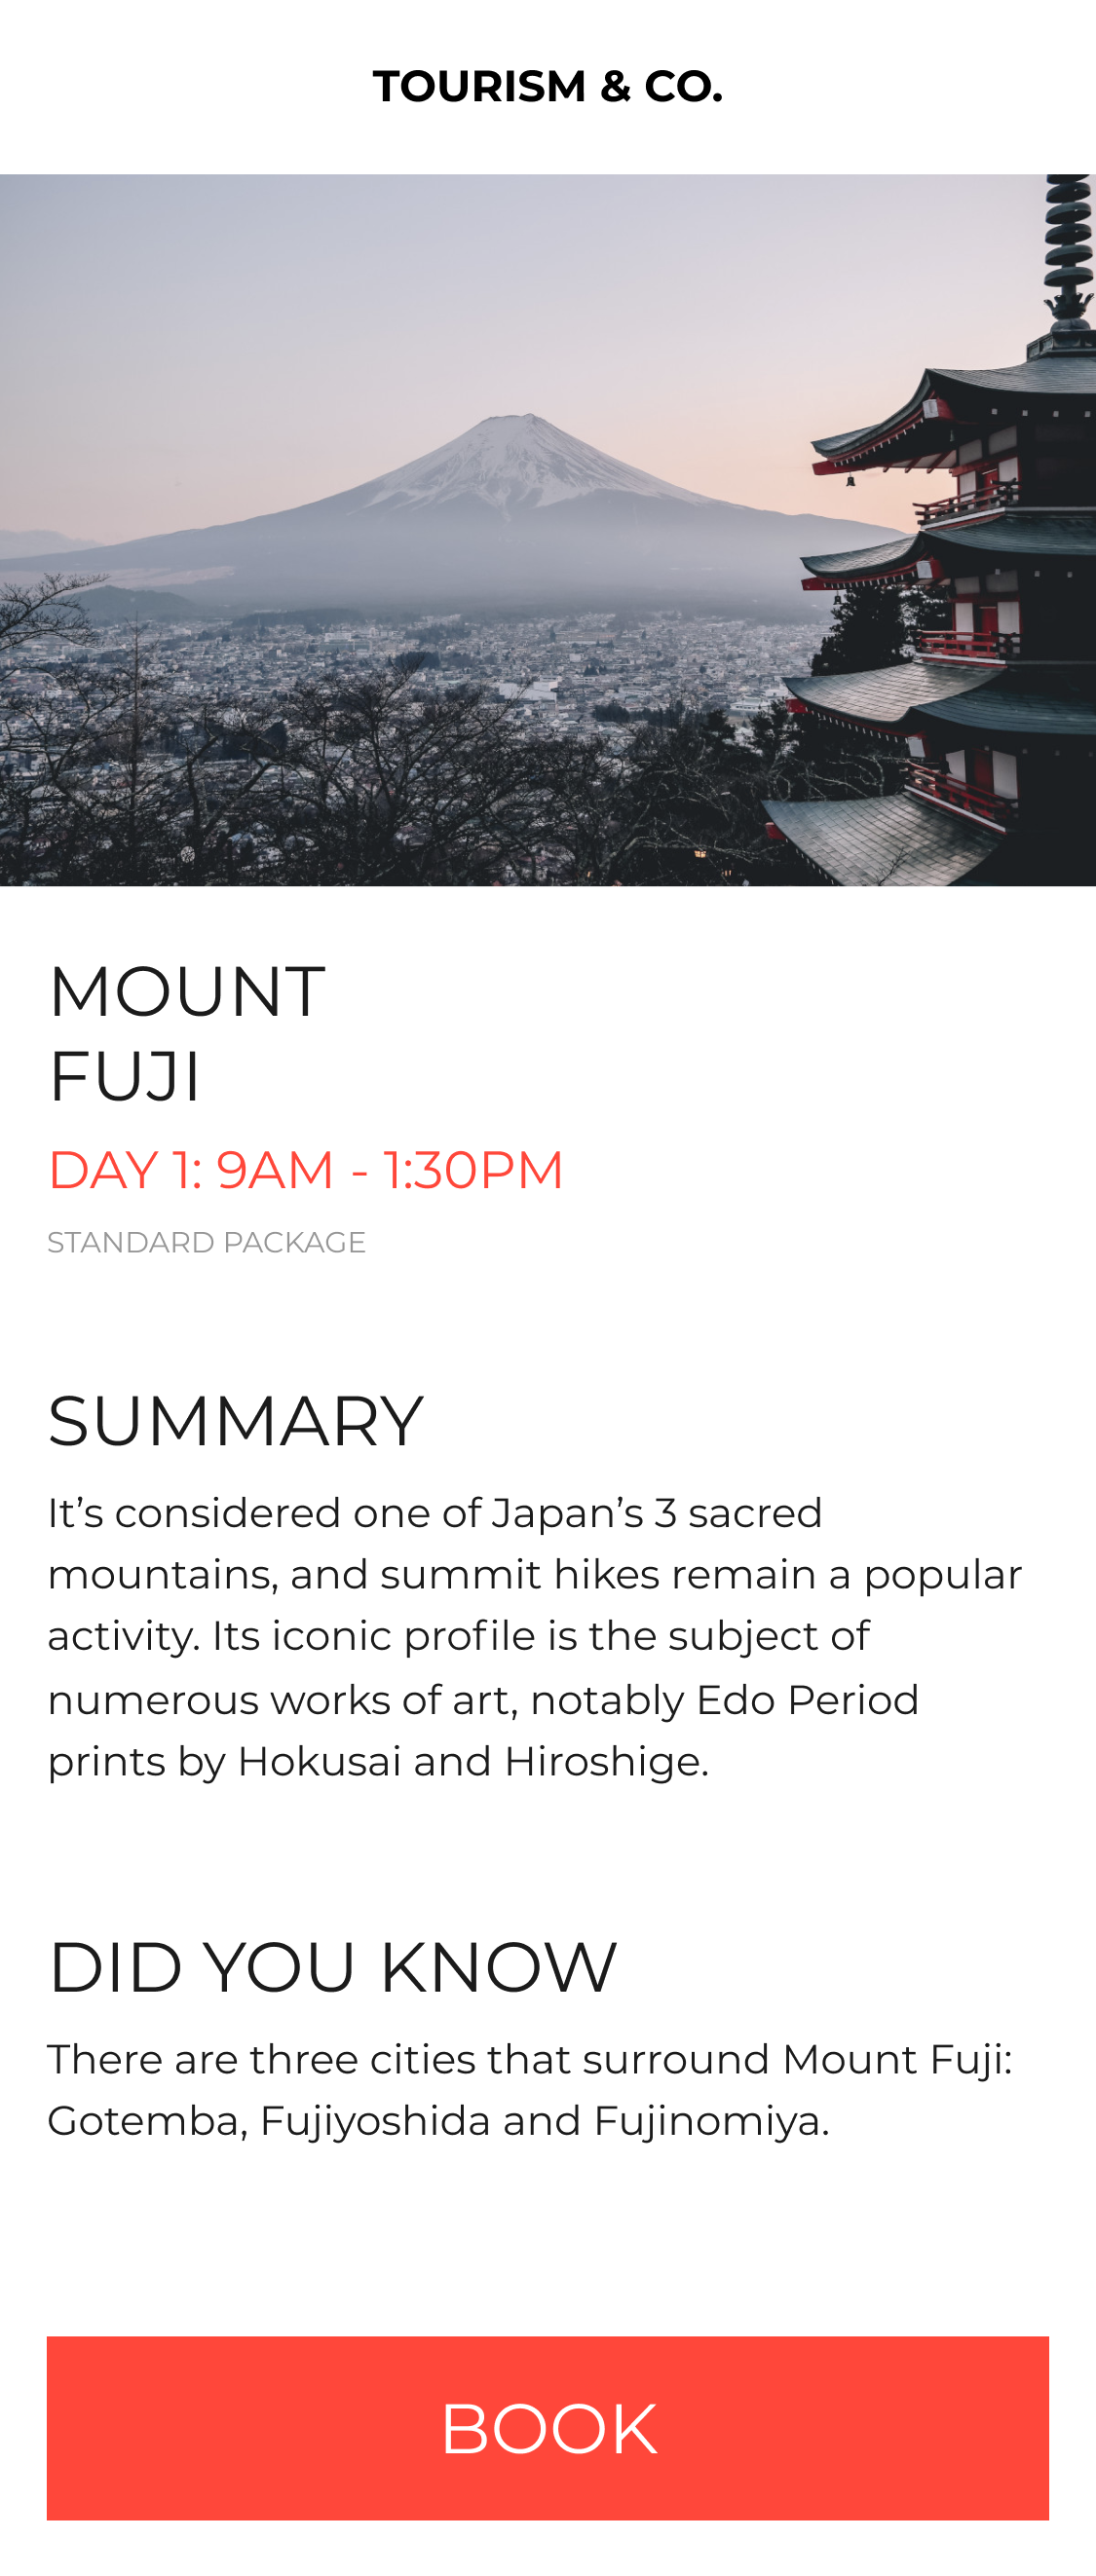 TOURISM & CO.
MOUNT
FUJI
DAY 1: 9AM - 1:30PM
STANDARD PACKAGE
SUMMARY
It’s considered one of Japan’s 3 sacred
mountains, and summit hikes remain a popular
activity. Its iconic profile is the subject of
numerous works of art, notably Edo Period
prints by Hokusai and Hiroshige.
DID YOU KNOW
There are three cities that surround Mount Fuji:
Gotemba, Fujiyoshida and Fujinomiya.
BOOK